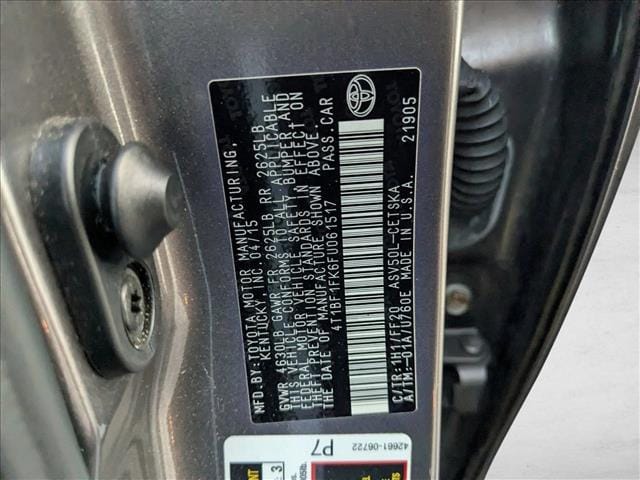 MFD.BY: TOYOTA MOTOR MANUFACTURING,
KENTUCKY, INC. 04/15
GVWR 4630LB GAWR FR 2625LB RR 2625LB
THIS VEHICLE CONFORMS TO ALL APPLICABLE
FEDERAL MOTOR VEHICLE SAFETY, BUMPER AND
THEFT PREVENTION STANDARDS IN EFFECT ON
THE DATE OF MANUFACTURE SHOWN ABOVE.
4T1BF1FK6FU061517 PASS.CAR
C/TR:1H1/FF20 ASV50L-CETSKA
A/TM:-01A/U760E MADE IN U.S.A. 21905
42661-06722
P7
3